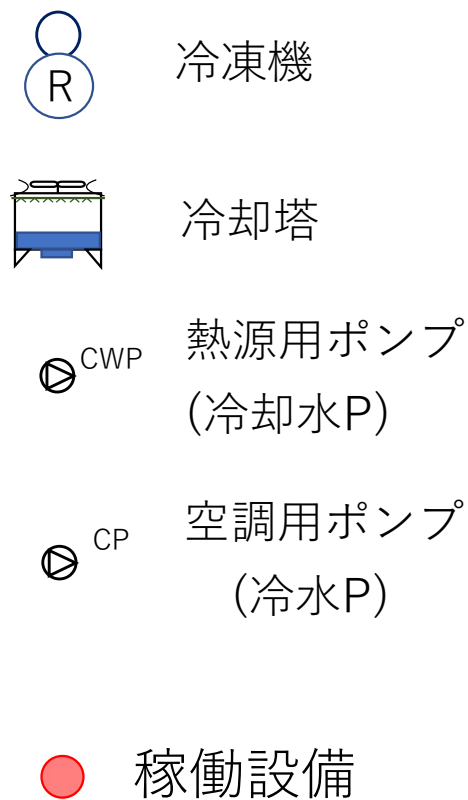 R 冷凍機
冷却塔
CWP 熱源用ポンプ
(冷却水P)
CP 空調用ポンプ
(冷水P)
稼働設備